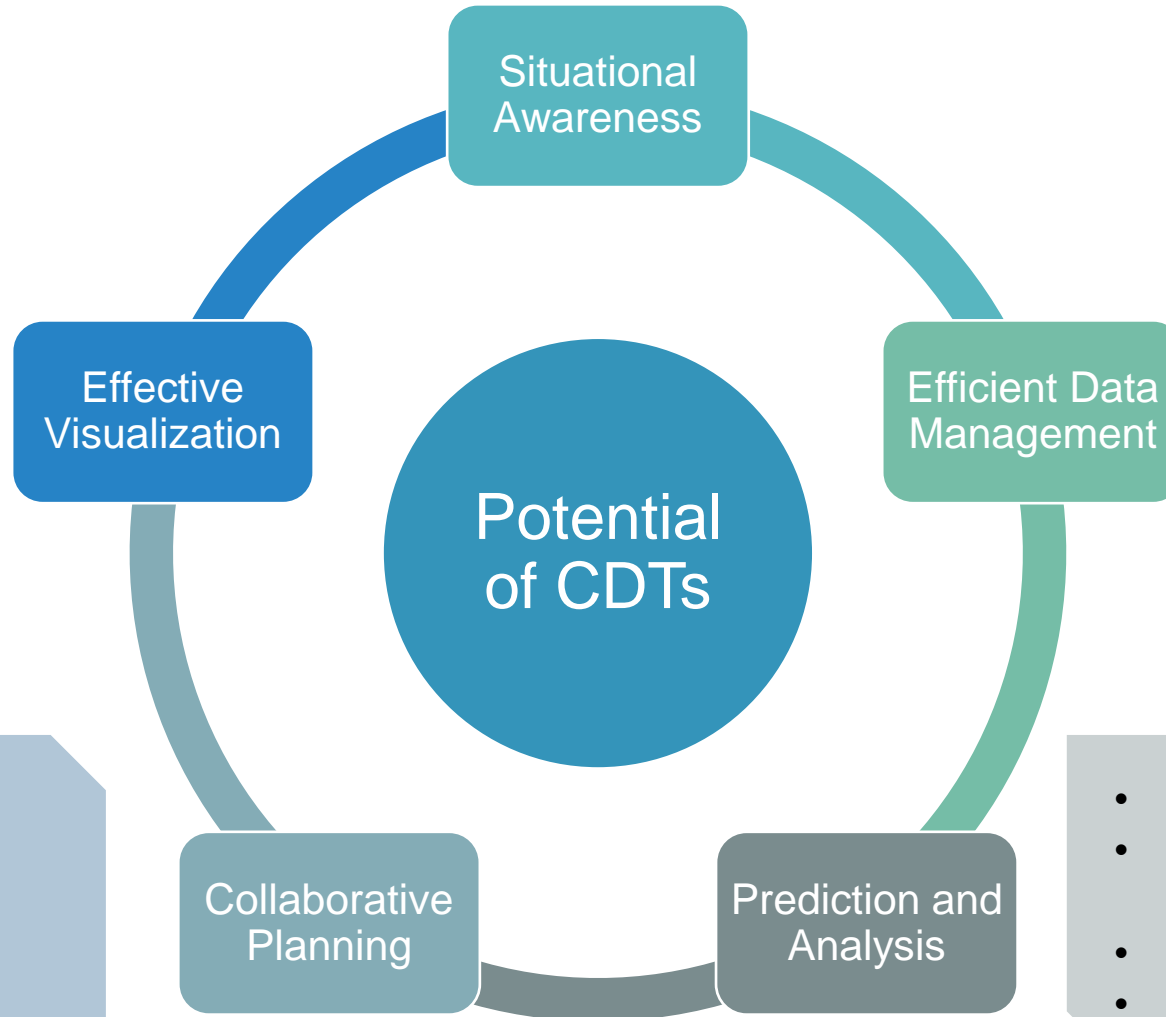 Situational
Awareness
Effective
Visualization
Efficient Data
Management
Potential
of CDTs
Collaborative
Planning
Prediction and
Analysis
•
•
•
•